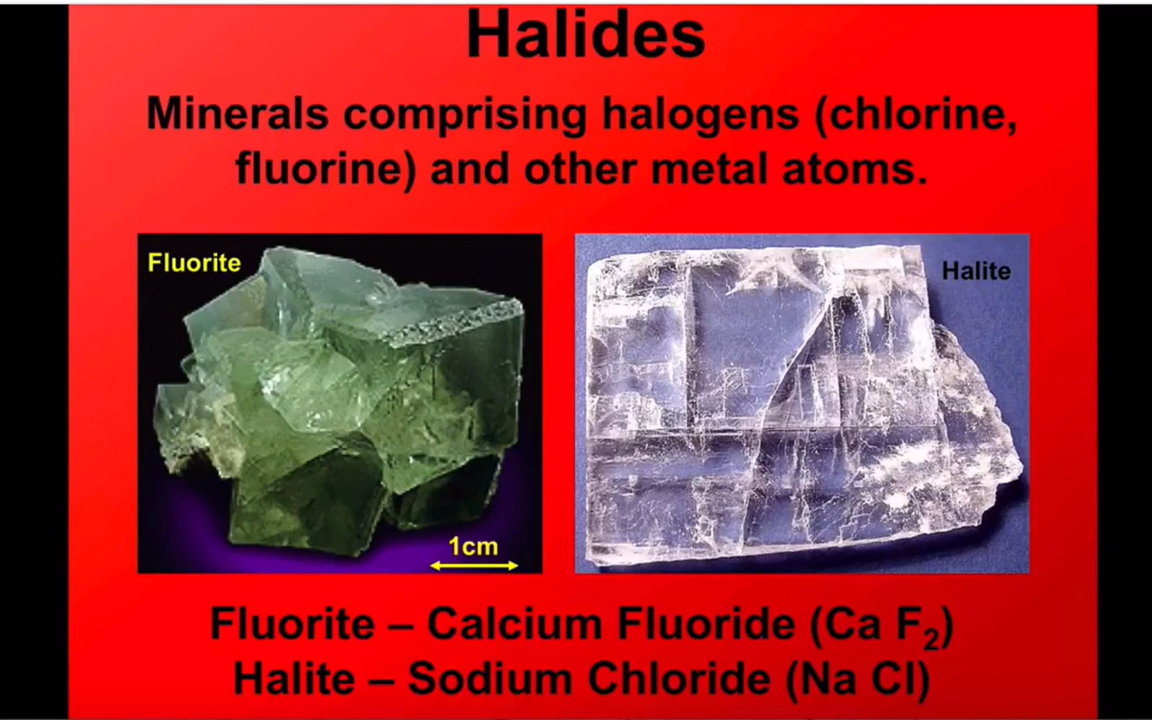 Halides
Minerals comprising halogens (chlorine,
fluorine) and other metal atoms.
Fluorite
Halite
1cm
Fluorite – Calcium Fluoride (Ca F₂)
Halite – Sodium Chloride (Na Cl)